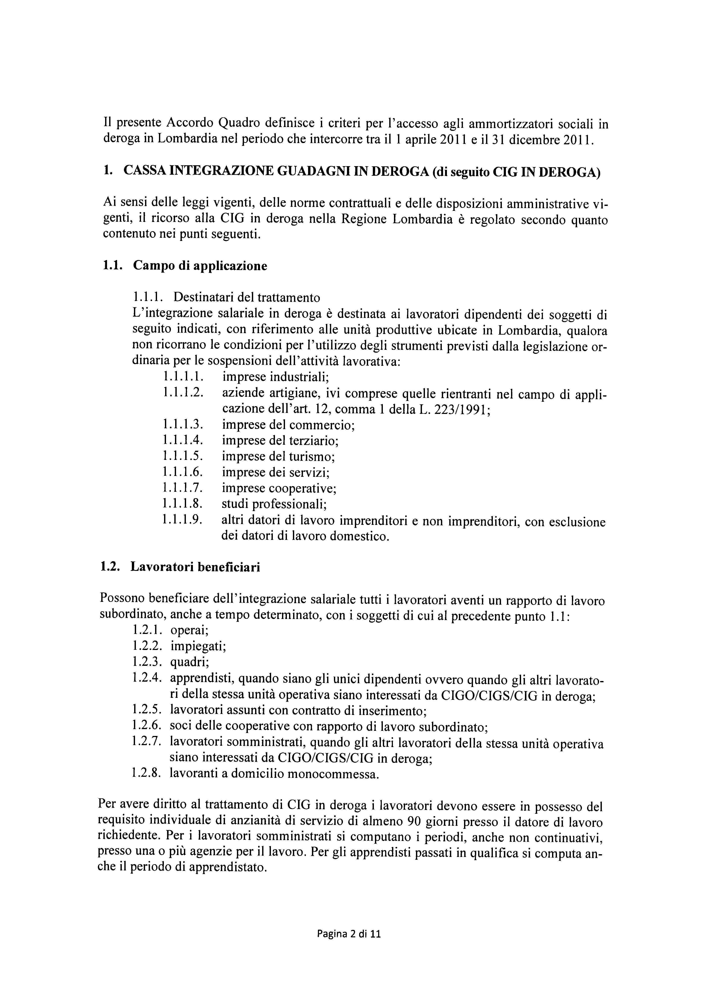 Il presente Accordo Quadro definisce i criteri per l'accesso agli ammortizzatori sociali in
deroga in Lombardia nel periodo che intercorre tra il 1 aprile 2011 e il 31 dicembre 2011.
1. CASSA INTEGRAZIONE GUADAGNI IN DEROGA (di seguito CIG IN DEROGA)
Ai sensi delle leggi vigenti, delle norme contrattuali e delle disposizioni amministrative vi-
genti, il ricorso alla CIG in deroga nella Regione Lombardia è regolato secondo quanto
contenuto nei punti seguenti.
1.1. Campo di applicazione
1.1.1. Destinatari del trattamento
L'integrazione salariale in deroga è destinata ai lavoratori dipendenti dei soggetti di
seguito indicati, con riferimento alle unità produttive ubicate in Lombardia, qualora
non ricorrano le condizioni per l'utilizzo degli strumenti previsti dalla legislazione or-
dinaria per le sospensioni dell'attività lavorativa:
1.1.1.1. imprese industriali;
1.1.1.2. aziende artigiane, ivi comprese quelle rientranti nel campo di appli-
cazione dell'art. 12, comma 1 della L. 223/1991;
1.1.1.3. imprese del commercio;
1.1.1.4. imprese del terziario;
1.1.1.5. imprese del turismo;
1.1.1.6. imprese dei servizi;
1.1.1.7. imprese cooperative;
1.1.1.8. studi professionali;
1.1.1.9. altri datori di lavoro imprenditori e non imprenditori, con esclusione
dei datori di lavoro domestico.
1.2. Lavoratori beneficiari
Possono beneficiare dell'integrazione salariale tutti i lavoratori aventi un rapporto di lavoro
subordinato, anche a tempo determinato, con i soggetti di cui al precedente punto 1.1:
1.2.1. operai;
1.2.2. impiegati;
1.2.3. quadri;
1.2.4. apprendisti, quando siano gli unici dipendenti ovvero quando gli altri lavorato-
ri della stessa unità operativa siano interessati da CIGO/CIGS/CIG in deroga;
1.2.5. lavoratori assunti con contratto di inserimento;
1.2.6. soci delle cooperative con rapporto di lavoro subordinato;
1.2.7. lavoratori somministrati, quando gli altri lavoratori della stessa unità operativa
siano interessati da CIGO/CIGS/CIG in deroga;
1.2.8. lavoranti a domicilio monocommessa.
Per avere diritto al trattamento di CIG in deroga i lavoratori devono essere in possesso del
requisito individuale di anzianità di servizio di almeno 90 giorni presso il datore di lavoro
richiedente. Per i lavoratori somministrati si computano i periodi, anche non continuativi,
presso una o più agenzie per il lavoro. Per gli apprendisti passati in qualifica si computa an-
che il periodo di apprendistato.
Pagina 2 di 11